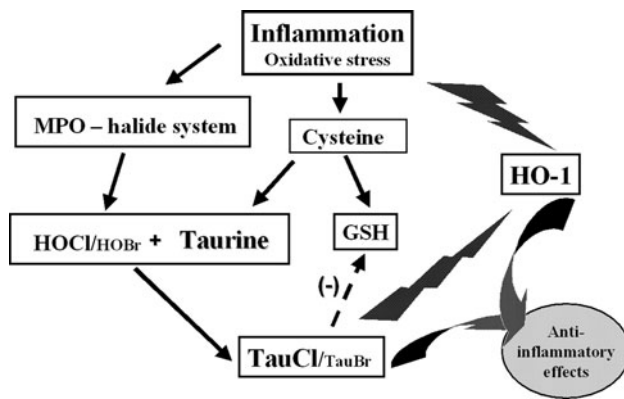 Inflammation
Oxidative stress
MPO – halide system
Cysteine
HO-1
HOCl/HOBr + Taurine
GSH
(-)
TauCl/TauBr
Anti-
inflammatory
effects